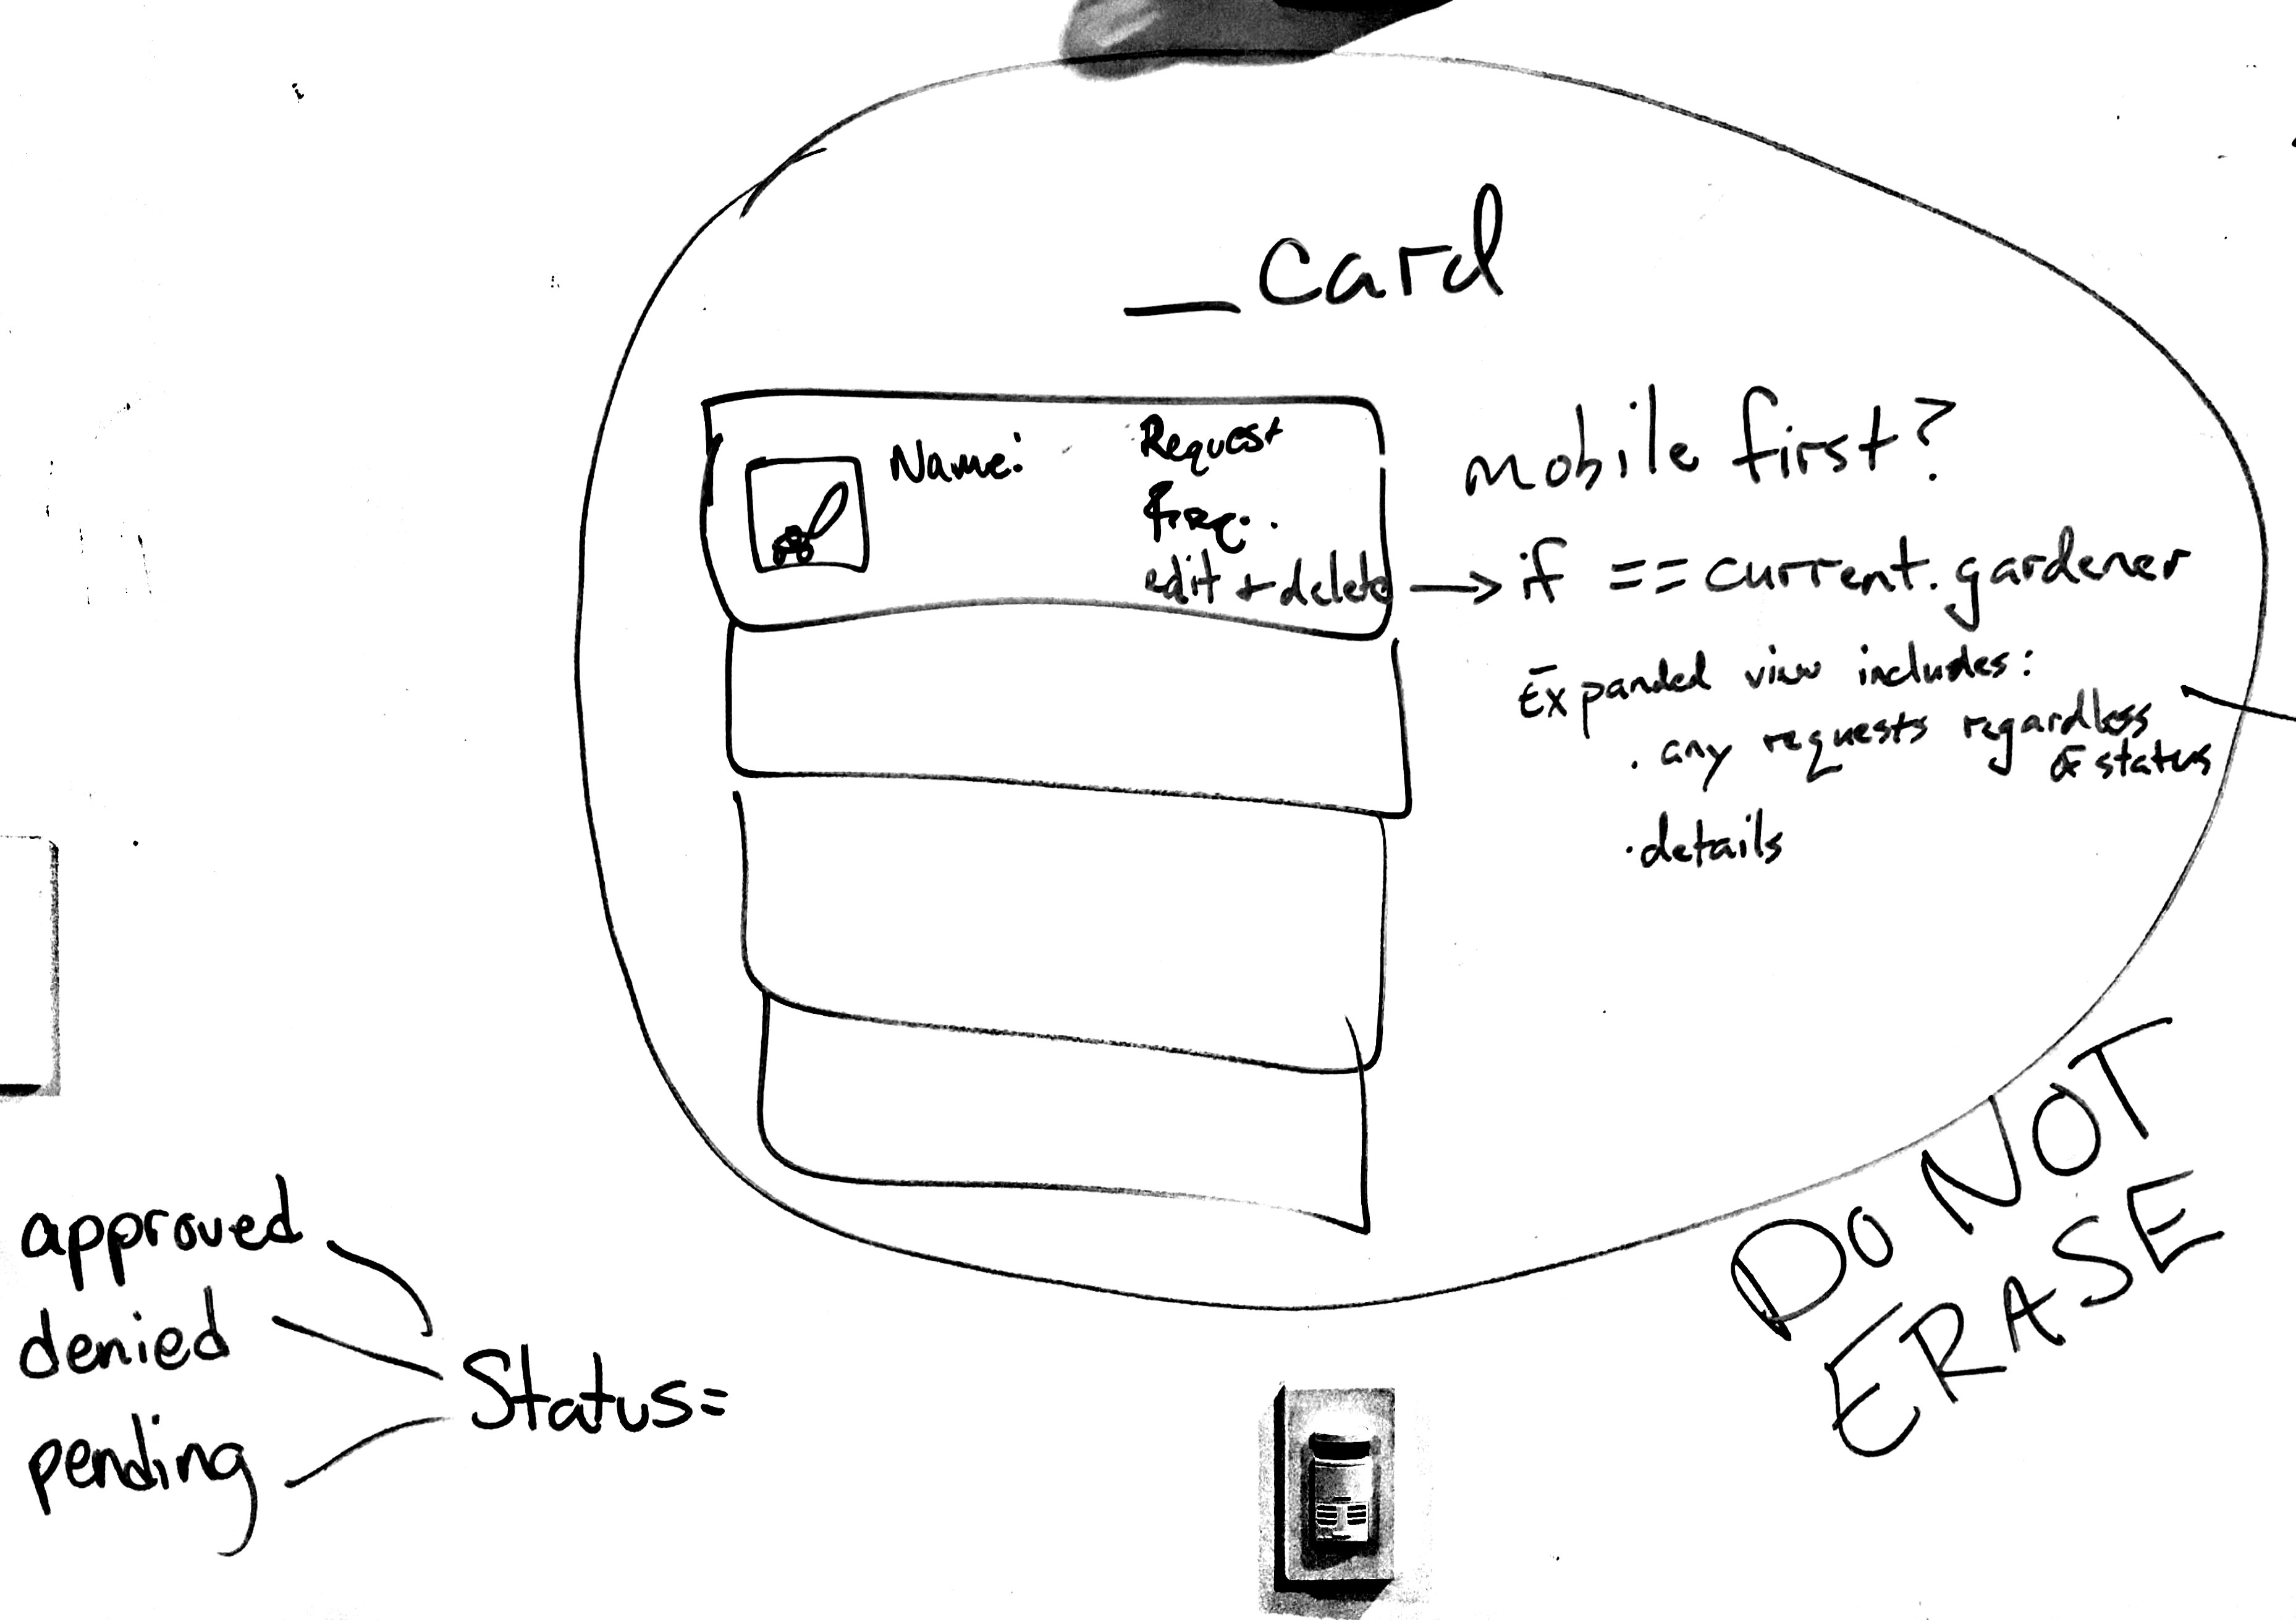 _ card
Name:
Request
freq..
edit + delete → if == current.gardener
mobile first?
Expanded view includes:
. any requests regardless
of status
. details
DO NOT
ERASE
approved
denied
pending
Status=